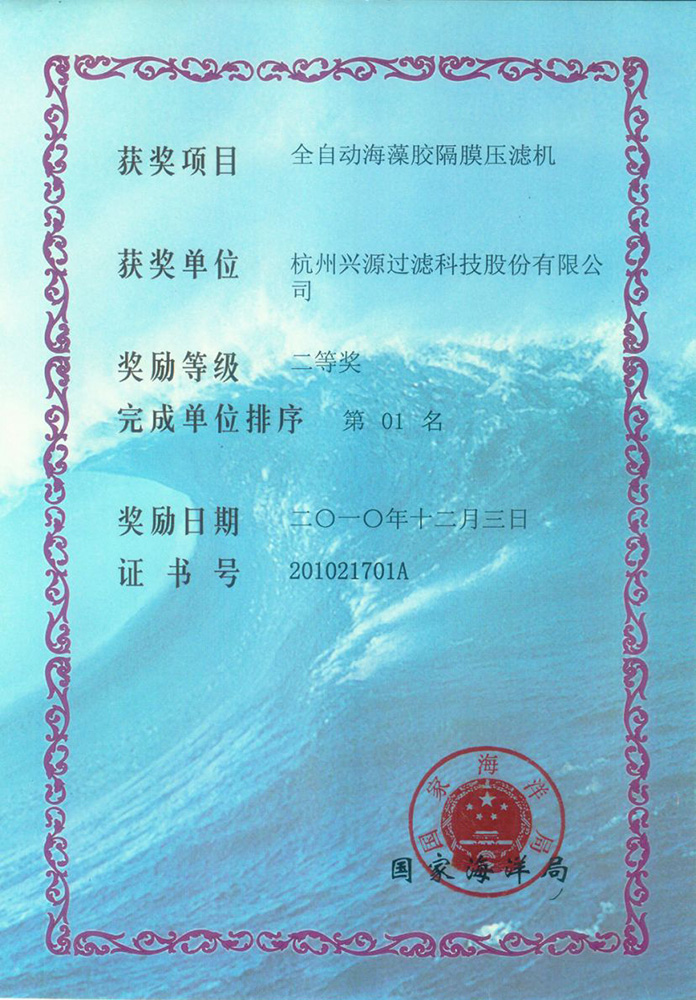 获奖项目 全自动海藻胶隔膜压滤机
获奖单位 杭州兴源过滤科技股份有限公
司
奖励等级 二等奖
完成单位排序 第 01 名
奖励日期 二〇一〇年十二月三日
证书号 201021701A
国家海洋局
国家海洋局